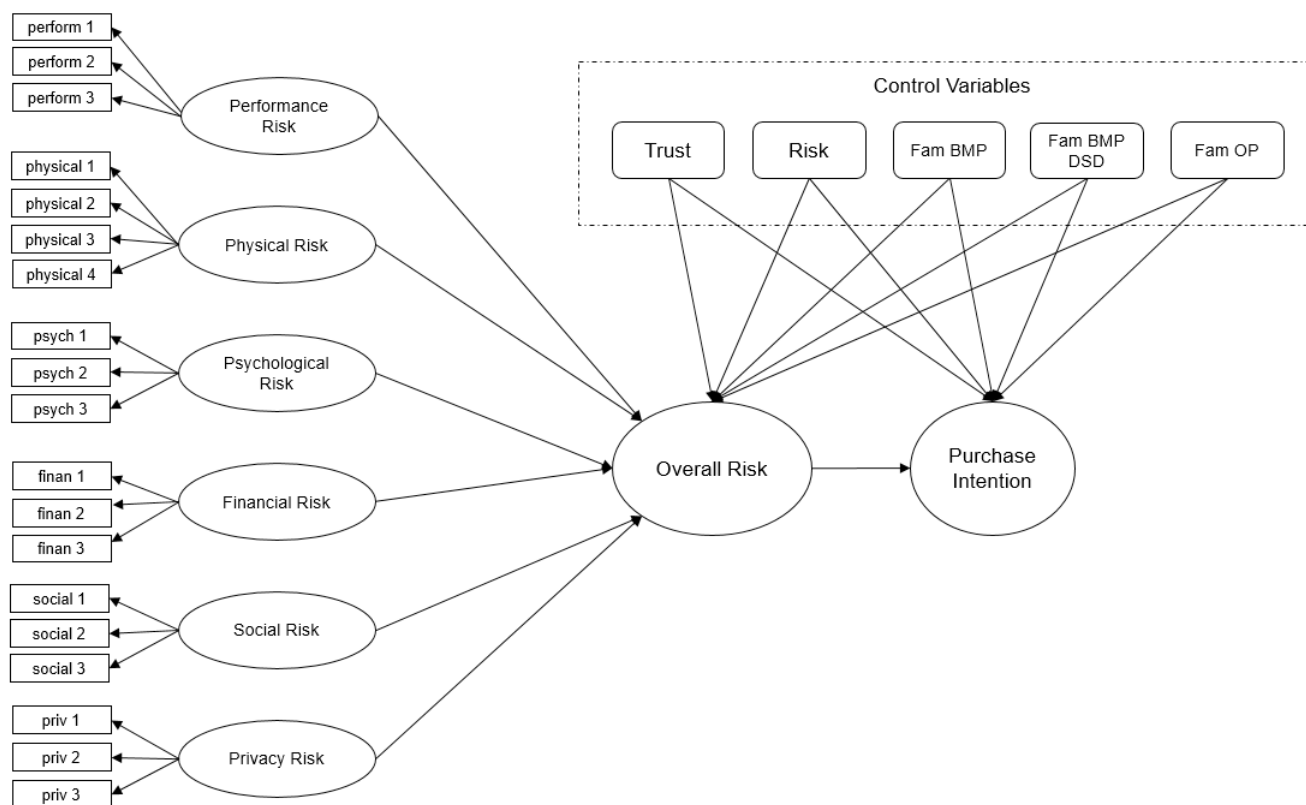 perform 1
perform 2
perform 3
Performance
Risk
physical 1
physical 2
physical 3
physical 4
Physical Risk
psych 1
psych 2
psych 3
Psychological
Risk
finan 1
finan 2
finan 3
Financial Risk
social 1
social 2
social 3
Social Risk
priv 1
priv 2
priv 3
Privacy Risk
Control Variables
Trust
Risk
Fam BMP
Fam BMP
DSD
Fam OP
Overall Risk
Purchase
Intention